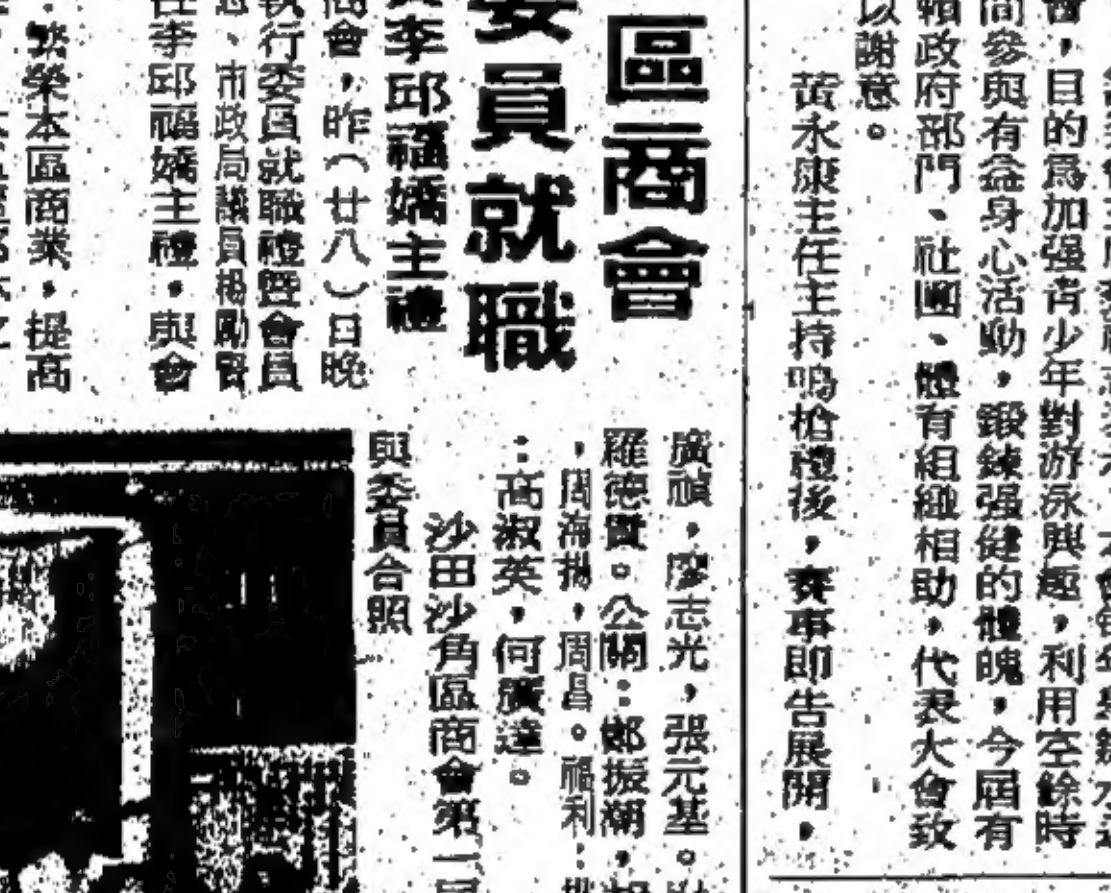 會，目的爲加强青少年對游泳興趣，利用空餘時
間參與有益身心活動，鍛鍊强健的體魄，今屆有
賴政府部門、社團、體育組織相助，代表大會致
以謝意。
黃永康主任主持鳴槍禮後，賽事即告展開，
區商會
委員就職
李邱福嬌主禮
商會，昨（廿八）日晚
執行委員就職禮暨會員
、市政局議員楊勵賢
任李邱福嬌主禮，與會
繁榮本區商業，提高
廣禎，廖志光，張元基。
羅德賢。公關：鄭振潮，
，周海揚，周昌。福利：
：高淑英，何廣達。
沙田沙角區商會第一屆
與委員合照